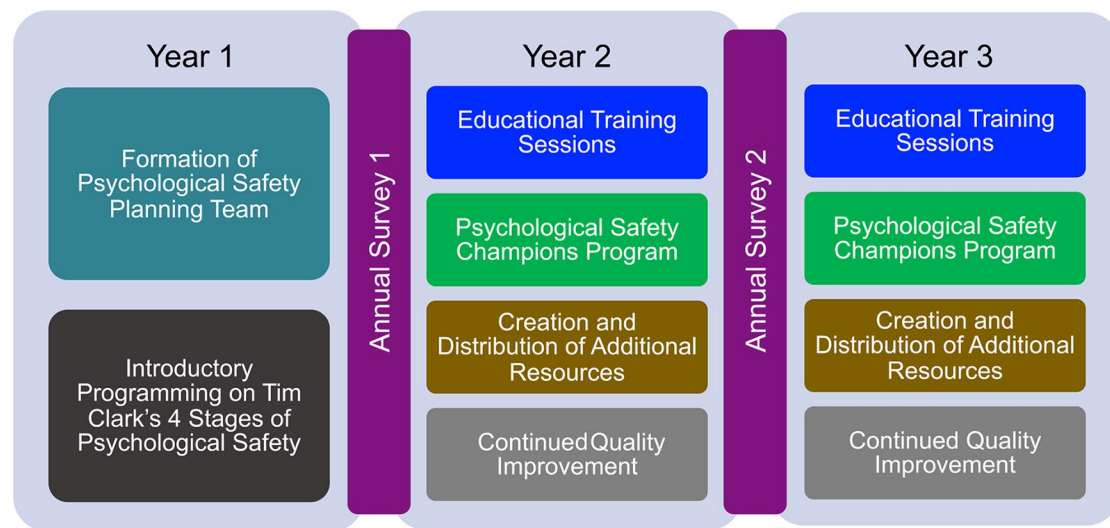 Year 1
Formation of
Psychological Safety
Planning Team
Introductory
Programming on Tim
Clark's 4 Stages of
Psychological Safety
Annual Survey 1
Year 2
Educational Training
Sessions
Psychological Safety
Champions Program
Creation and
Distribution of Additional
Resources
Continued Quality
Improvement
Annual Survey 2
Year 3
Educational Training
Sessions
Psychological Safety
Champions Program
Creation and
Distribution of Additional
Resources
Continued Quality
Improvement